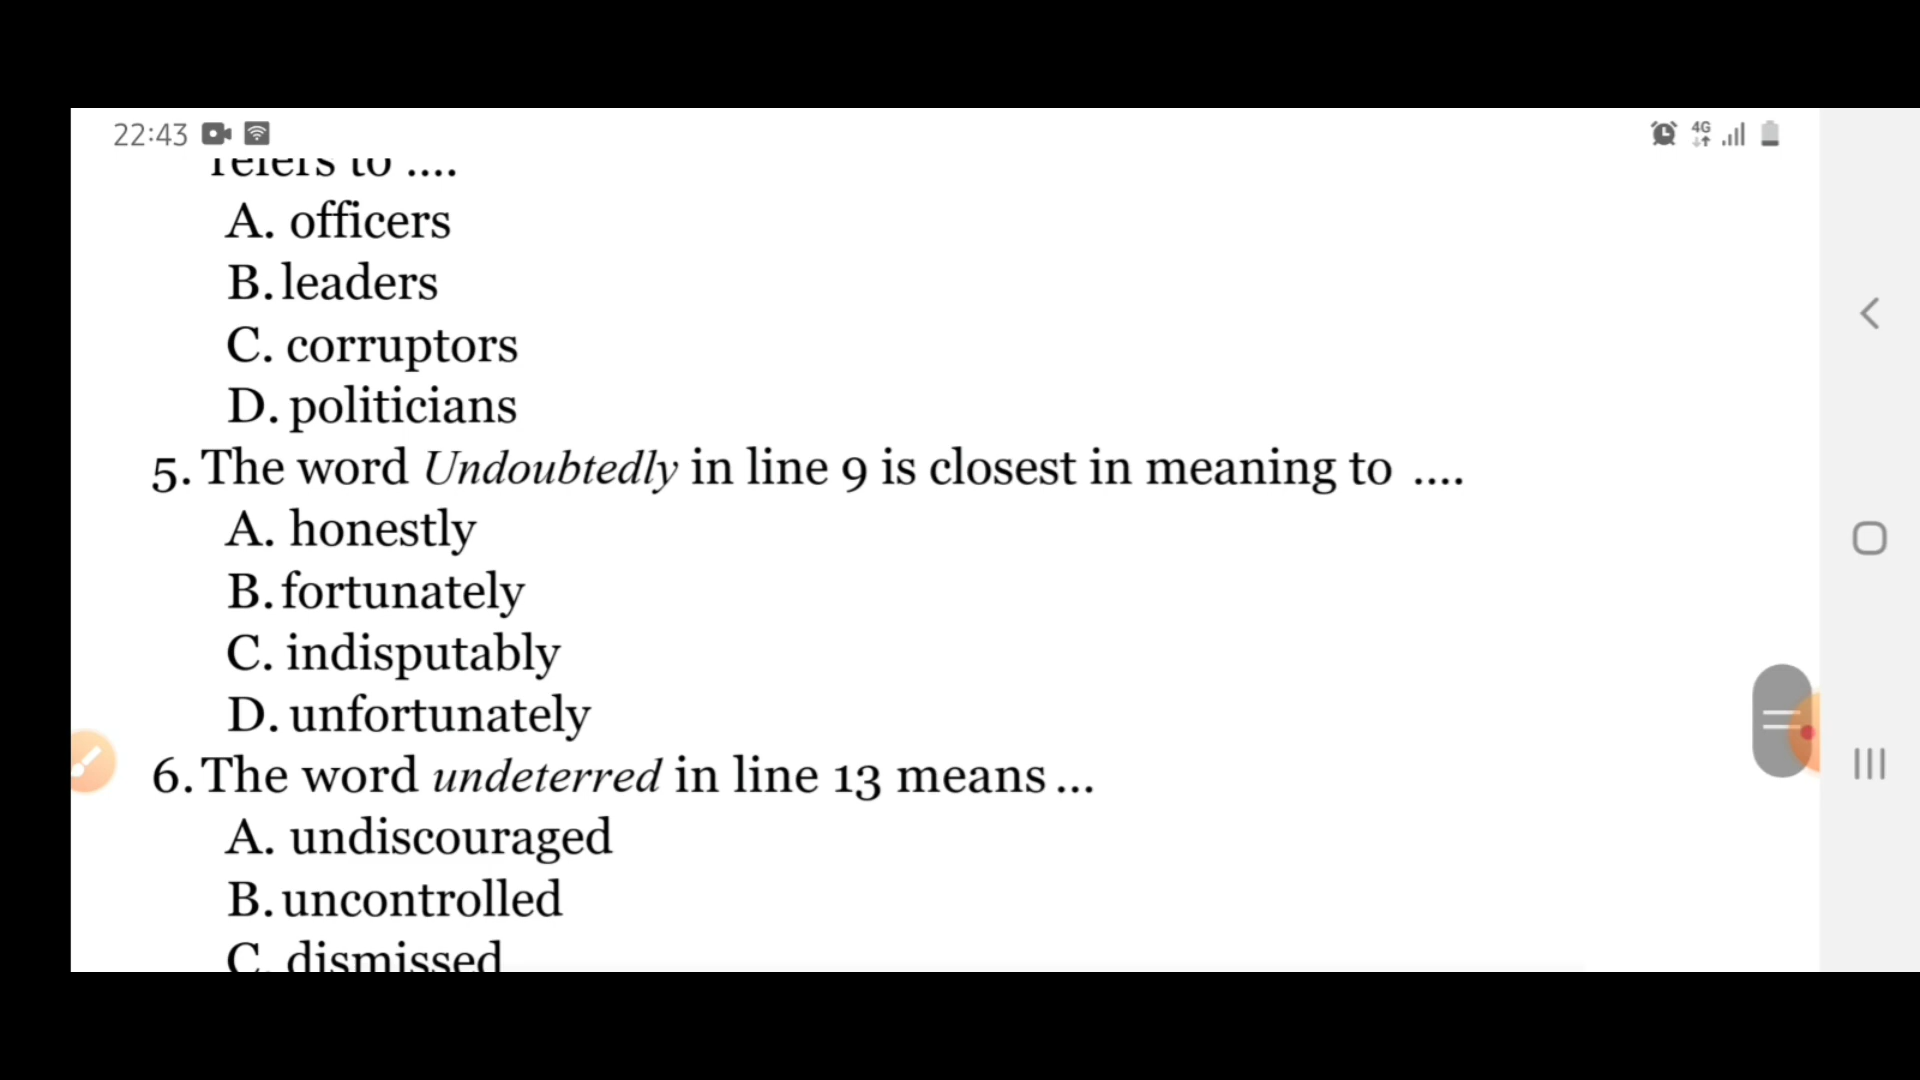 22:43
4G
refers to ....
A. officers
B. leaders
C. corruptors
D. politicians
5. The word Undoubtedly in line 9 is closest in meaning to ....
A. honestly
B. fortunately
C. indisputably
D. unfortunately
6. The word undeterred in line 13 means ...
A. undiscouraged
B. uncontrolled
C. dismissed